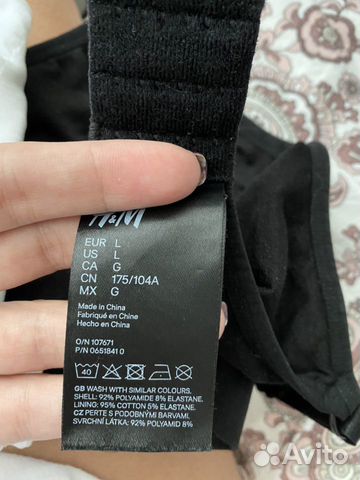 H&M
EUR L
US L
CA G
CN 175/104A
MX G
Made in China
Fabriqué en China
Hecho en China
O/N 107671
P/N 0651841 0
40
GB WASH WITH SIMILAR COLOURS.
SHELL: 92% POLYAMIDE 8% ELASTANE.
LINING: 95% COTTON 5% ELASTANE.
CZ PERTE S PODOBNÝMI BARVAMI.
SVRCHNÍ LÁTKA: 92% POLYAMID 8%
Avito